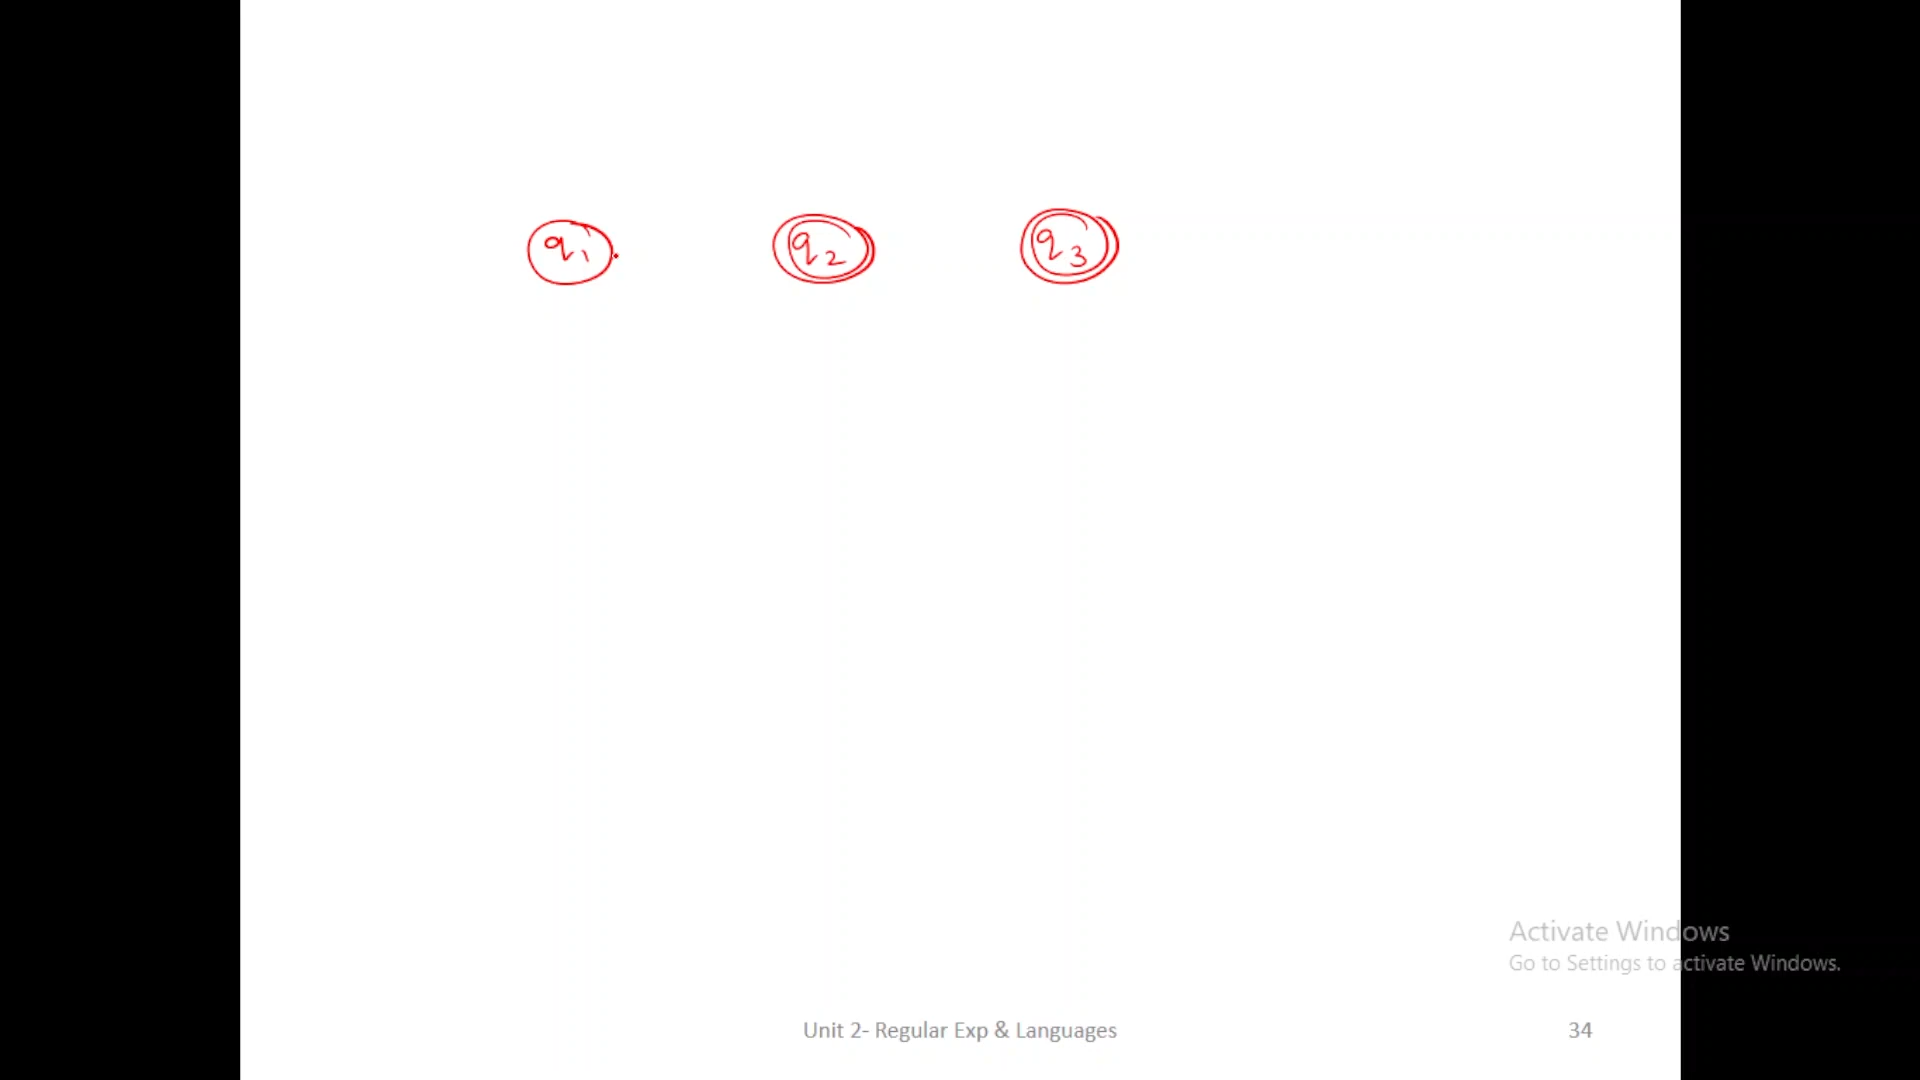 q1 q2 q3
Activate Windows
Go to Settings to activate Windows.
Unit 2- Regular Exp & Languages 34